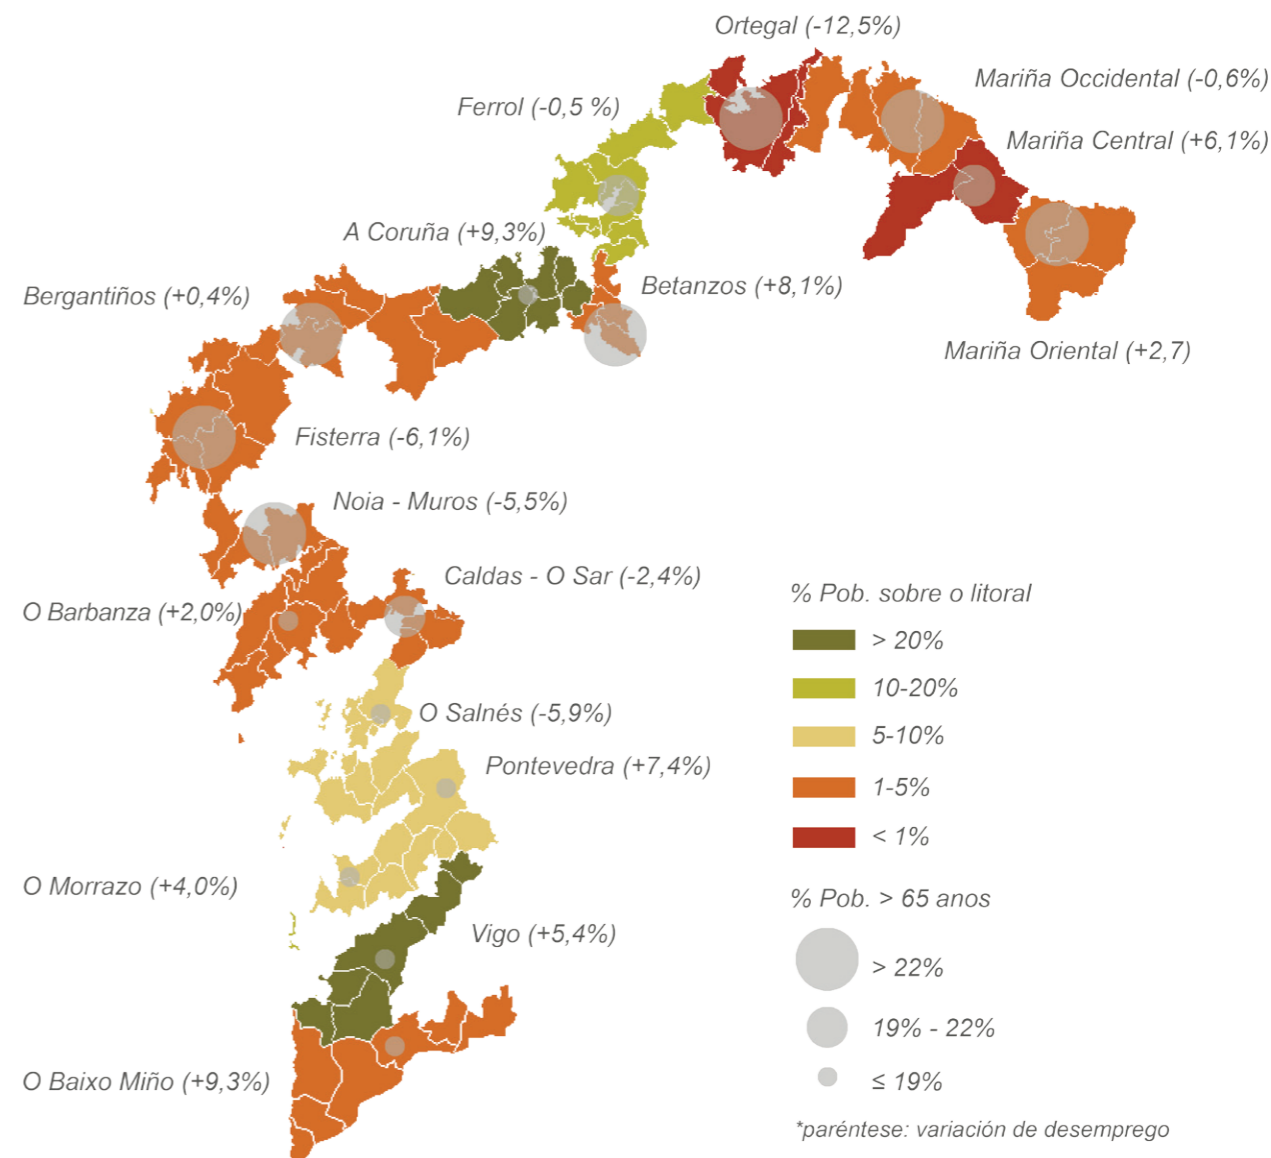 Ortegal (-12,5%)
Mariña Occidental (-0,6%)
Ferrol (-0,5 %)
Mariña Central (+6,1%)
A Coruña (+9,3%)
Bergantiños (+0,4%)
Betanzos (+8,1%)
Mariña Oriental (+2,7)
Fisterra (-6,1%)
Noia - Muros (-5,5%)
Caldas - O Sar (-2,4%)
O Barbanza (+2,0%)
O Salnés (-5,9%)
Pontevedra (+7,4%)
O Morrazo (+4,0%)
Vigo (+5,4%)
O Baixo Miño (+9,3%)
% Pob. sobre o litoral
> 20%
10-20%
5-10%
1-5%
< 1%
% Pob. > 65 anos
> 22%
19% - 22%
≤ 19%
*paréntese: variación de desemprego